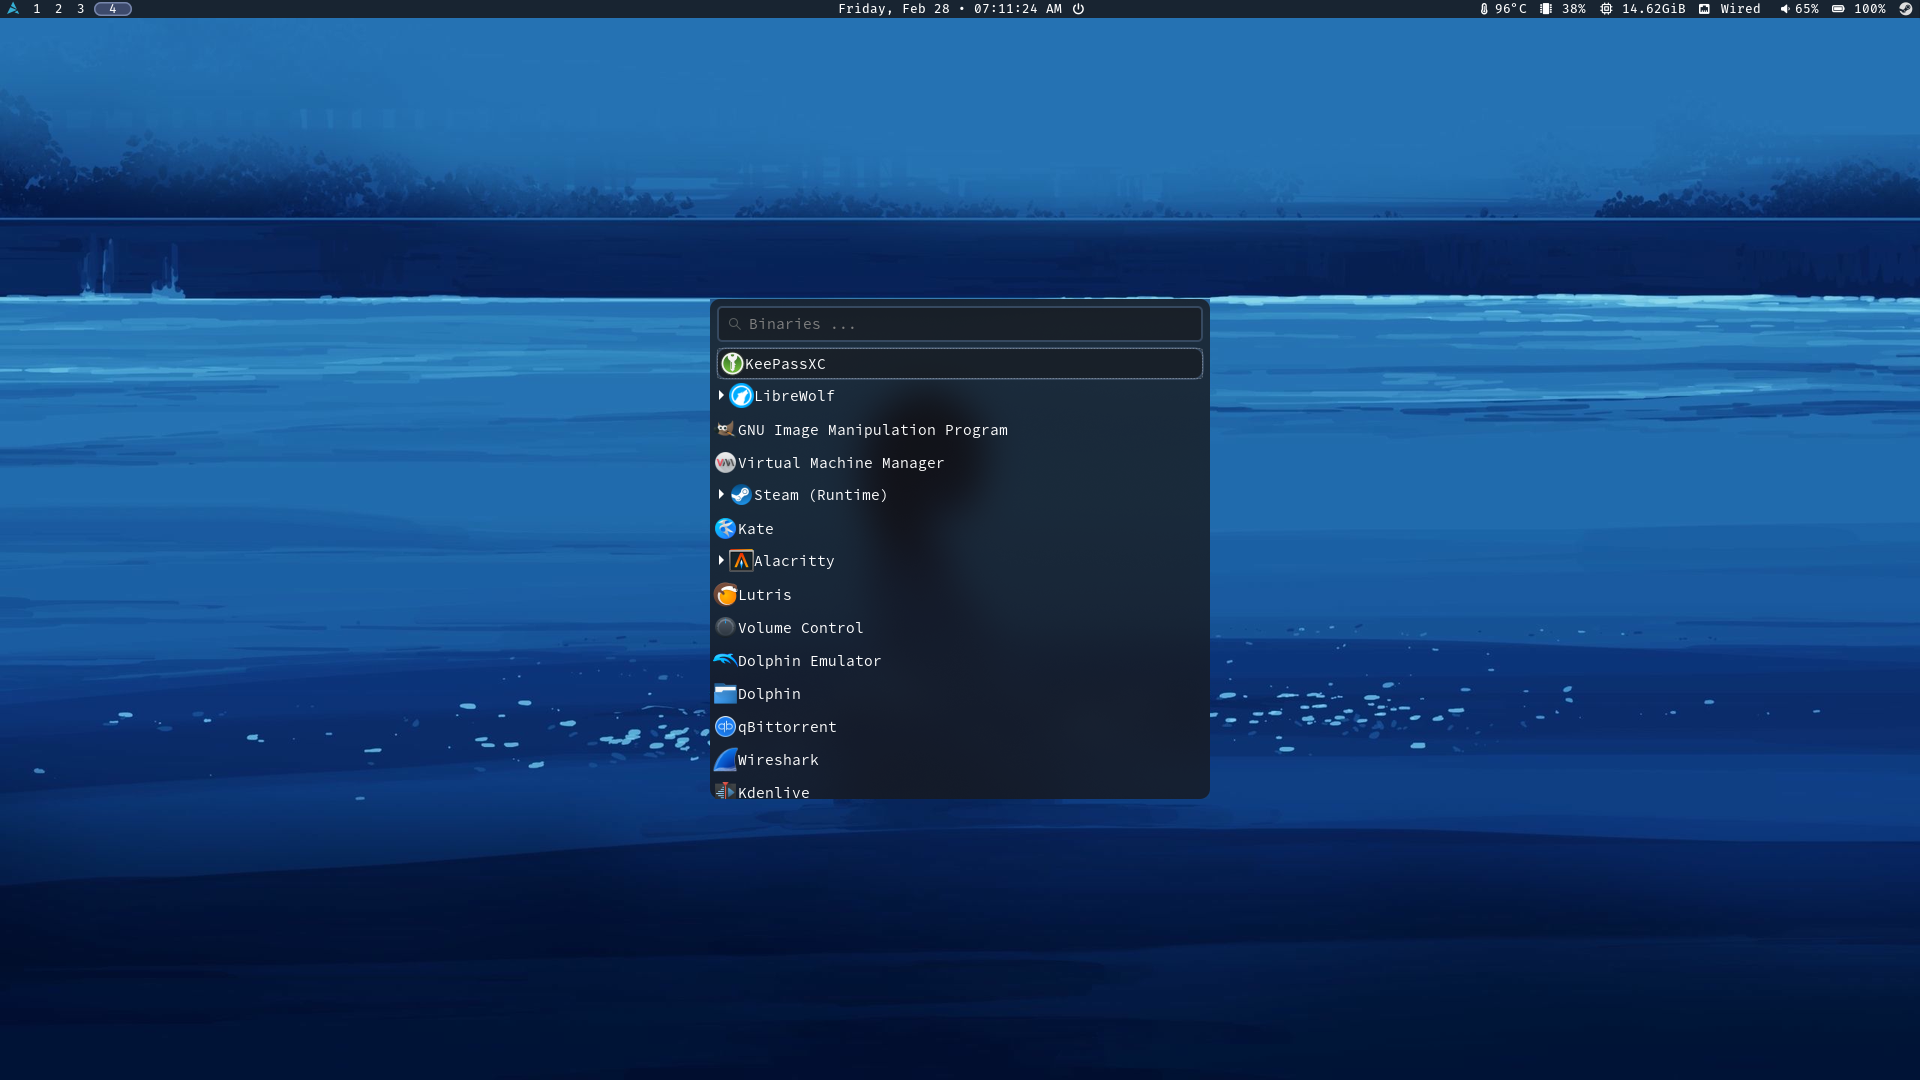 1 2 3 4 Friday, Feb 28 • 07:11:24 AM 96°C 38% 14.62GiB Wired 65% 100%
Binaries ...
KeePassXC
LibreWolf
GNU Image Manipulation Program
Virtual Machine Manager
Steam (Runtime)
Kate
Alacritty
Lutris
Volume Control
Dolphin Emulator
Dolphin
qBittorrent
Wireshark
Kdenlive